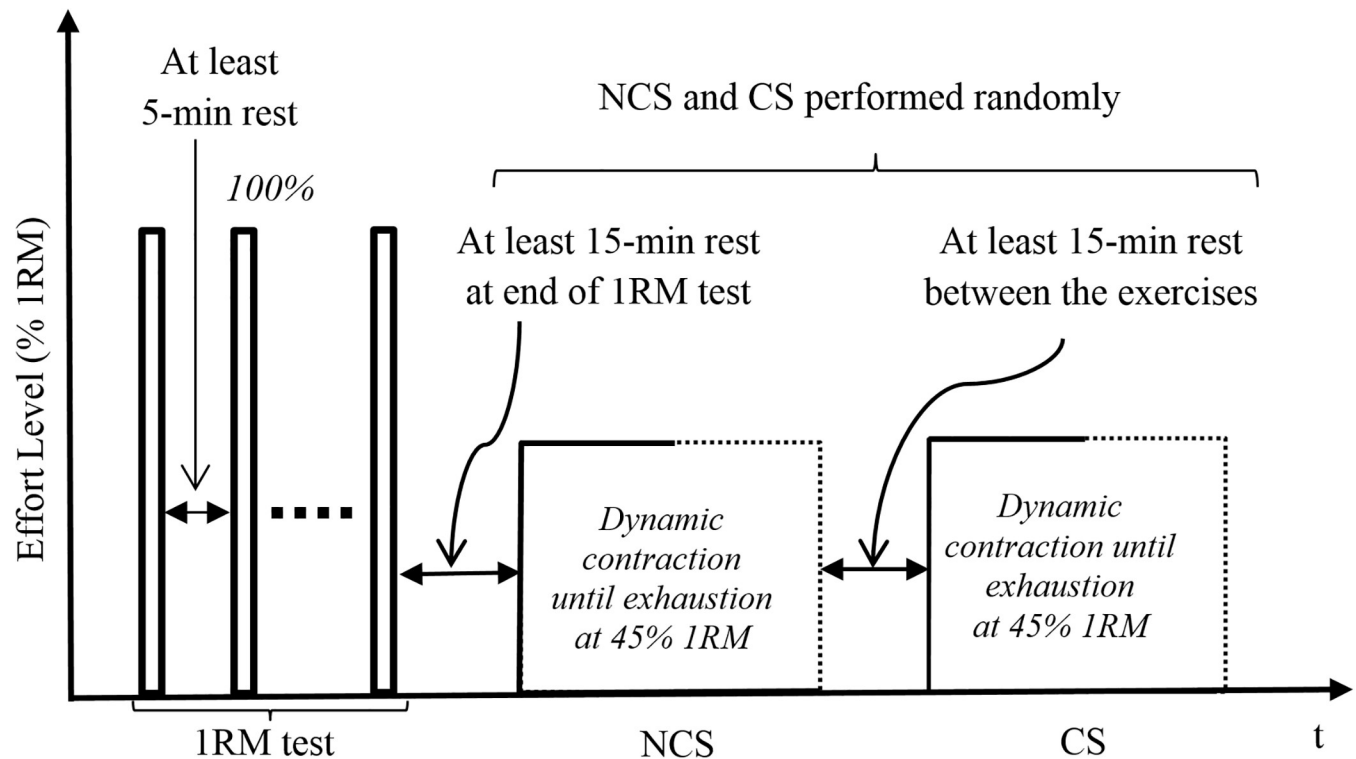 At least
5-min rest
100%
NCS and CS performed randomly
At least 15-min rest
at end of 1RM test
At least 15-min rest
between the exercises
Effort Level (% 1RM)
Dynamic
contraction
until exhaustion
at 45% 1RM
Dynamic
contraction until
exhaustion
at 45% 1RM
1RM test
NCS
CS
t